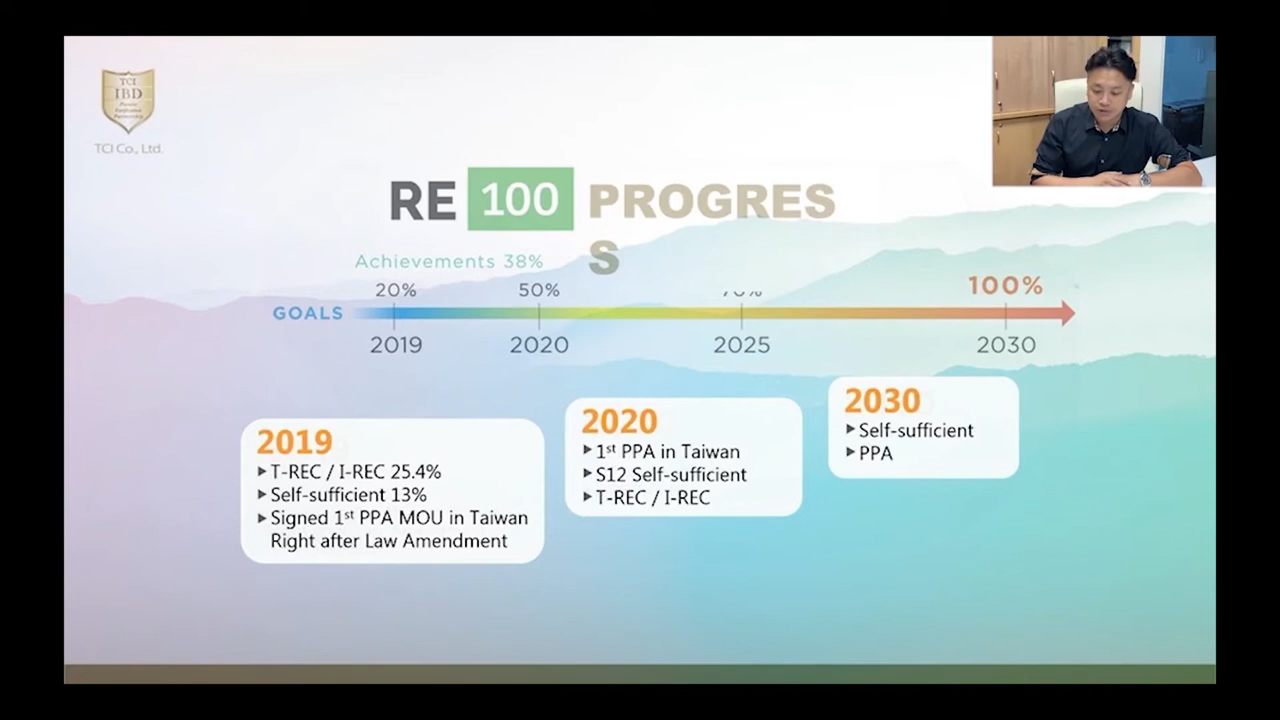 TCI
IBD
TCI Co., Ltd.
RE 100 PROGRES
S
Achievements 38%
20% 50% 100%
GOALS
2019 2020 2025 2030
2019
T-REC / I-REC 25.4%
Self-sufficient 13%
Signed 1st PPA MOU in Taiwan
Right after Law Amendment
2020
1st PPA in Taiwan
S12 Self-sufficient
T-REC / I-REC
2030
Self-sufficient
PPA